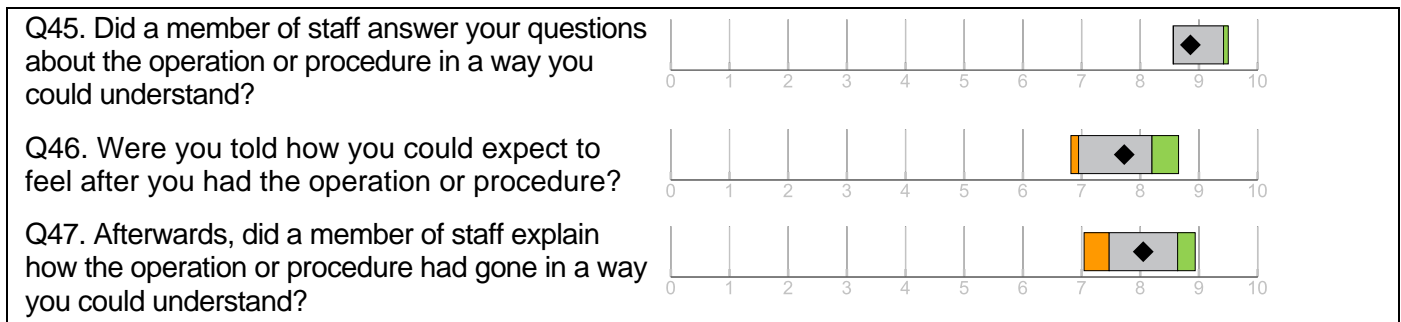 Q45. Did a member of staff answer your questions
about the operation or procedure in a way you
could understand?
0 1 2 3 4 5 6 7 8 9 10
Q46. Were you told how you could expect to
feel after you had the operation or procedure?
0 1 2 3 4 5 6 7 8 9 10
Q47. Afterwards, did a member of staff explain
how the operation or procedure had gone in a way
you could understand?
0 1 2 3 4 5 6 7 8 9 10